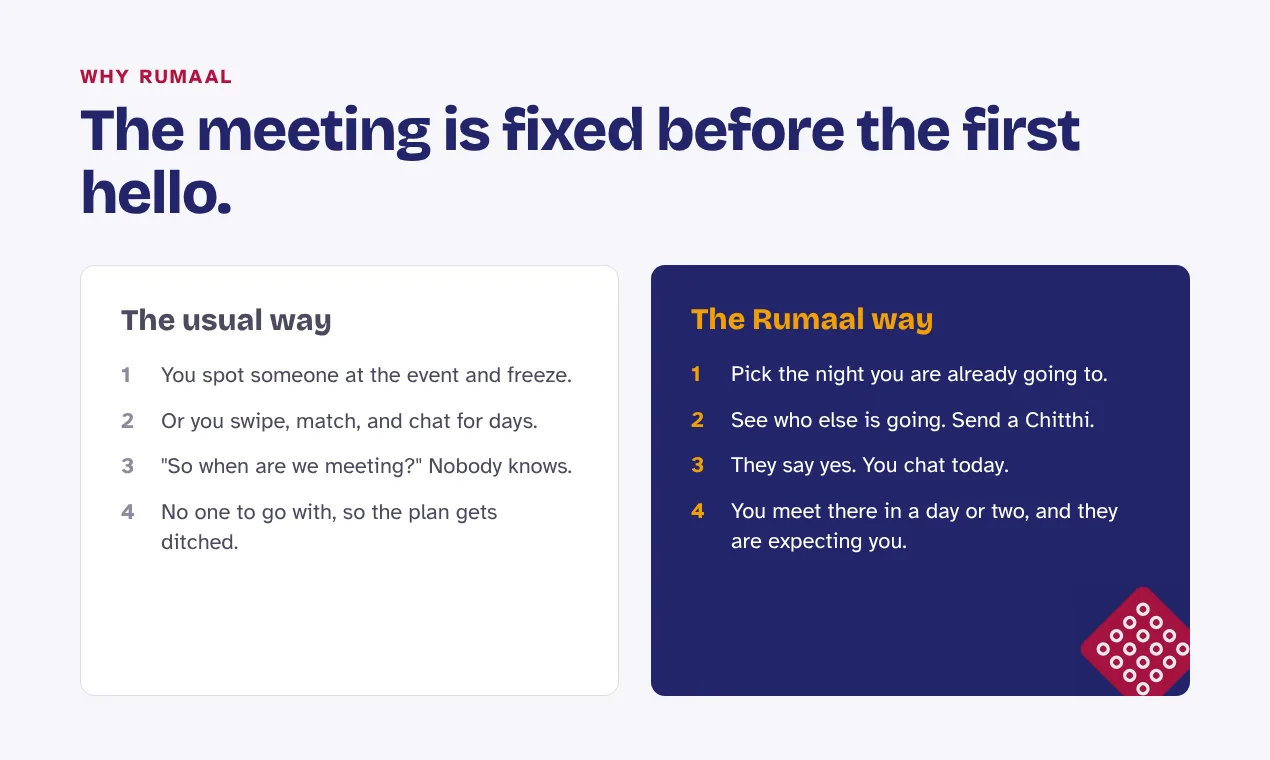 WHY RUMAAL
The meeting is fixed before the first
hello.
The usual way
1 You spot someone at the event and freeze.
2 Or you swipe, match, and chat for days.
3 "So when are we meeting?" Nobody knows.
4 No one to go with, so the plan gets
ditched.
The Rumaal way
1 Pick the night you are already going to.
2 See who else is going. Send a Chitthi.
3 They say yes. You chat today.
4 You meet there in a day or two, and they
are expecting you.